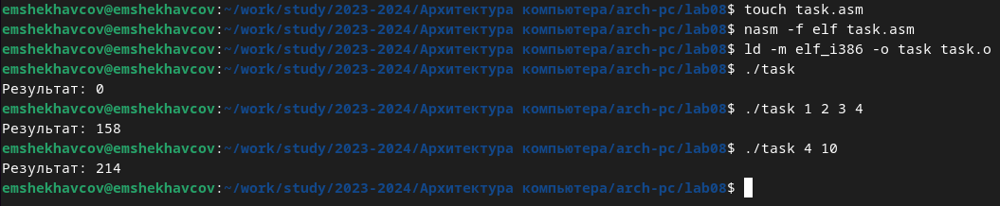 emshekhavcov@emshekhavcov:~/work/study/2023-2024/Архитектура компьютера/arch-pc/lab08$ touch task.asm
emshekhavcov@emshekhavcov:~/work/study/2023-2024/Архитектура компьютера/arch-pc/lab08$ nasm -f elf task.asm
emshekhavcov@emshekhavcov:~/work/study/2023-2024/Архитектура компьютера/arch-pc/lab08$ ld -m elf_i386 -o task task.o
emshekhavcov@emshekhavcov:~/work/study/2023-2024/Архитектура компьютера/arch-pc/lab08$ ./task
Результат: 0
emshekhavcov@emshekhavcov:~/work/study/2023-2024/Архитектура компьютера/arch-pc/lab08$ ./task 1 2 3 4
Результат: 158
emshekhavcov@emshekhavcov:~/work/study/2023-2024/Архитектура компьютера/arch-pc/lab08$ ./task 4 10
Результат: 214
emshekhavcov@emshekhavcov:~/work/study/2023-2024/Архитектура компьютера/arch-pc/lab08$